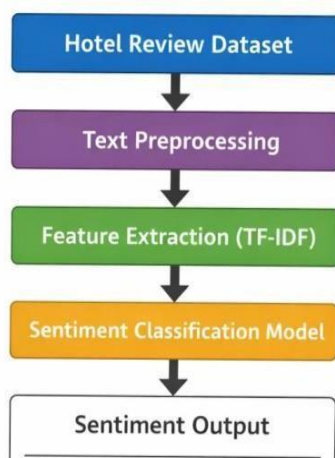 Hotel Review Dataset
Text Preprocessing
Feature Extraction (TF-IDF)
Sentiment Classification Model
Sentiment Output